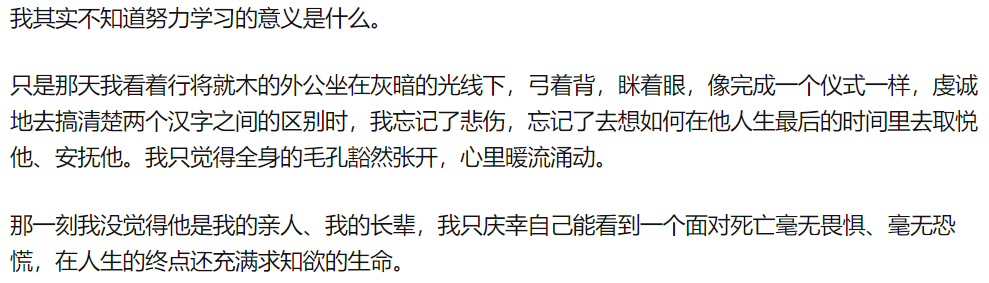 我其实不知道努力学习的意义是什么。
只是那天我看着行将就木的外公坐在灰暗的光线下，弓着背，眯着眼，像完成一个仪式一样，虔诚
地去搞清楚两个汉字之间的区别时，我忘记了悲伤，忘记了去想如何在他人生最后的时间里去取悦
他、安抚他。我只觉得全身的毛孔豁然张开，心里暖流涌动。
那一刻我没觉得他是我的亲人、我的长辈，我只庆幸自己能看到一个面对死亡毫无畏惧、毫无恐
慌，在人生的终点还充满求知欲的生命。